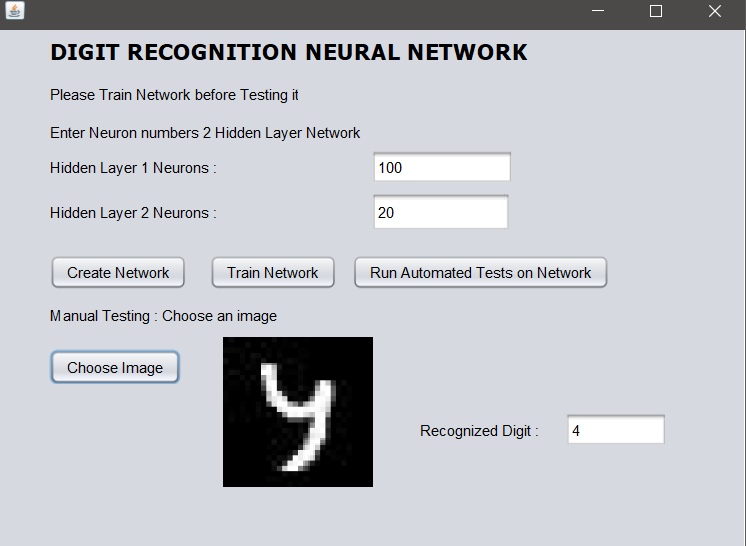 DIGIT RECOGNITION NEURAL NETWORK
Please Train Network before Testing it
Enter Neuron numbers 2 Hidden Layer Network
Hidden Layer 1 Neurons : 100
Hidden Layer 2 Neurons : 20
Create Network Train Network Run Automated Tests on Network
Manual Testing : Choose an image
Choose Image
Recognized Digit : 4